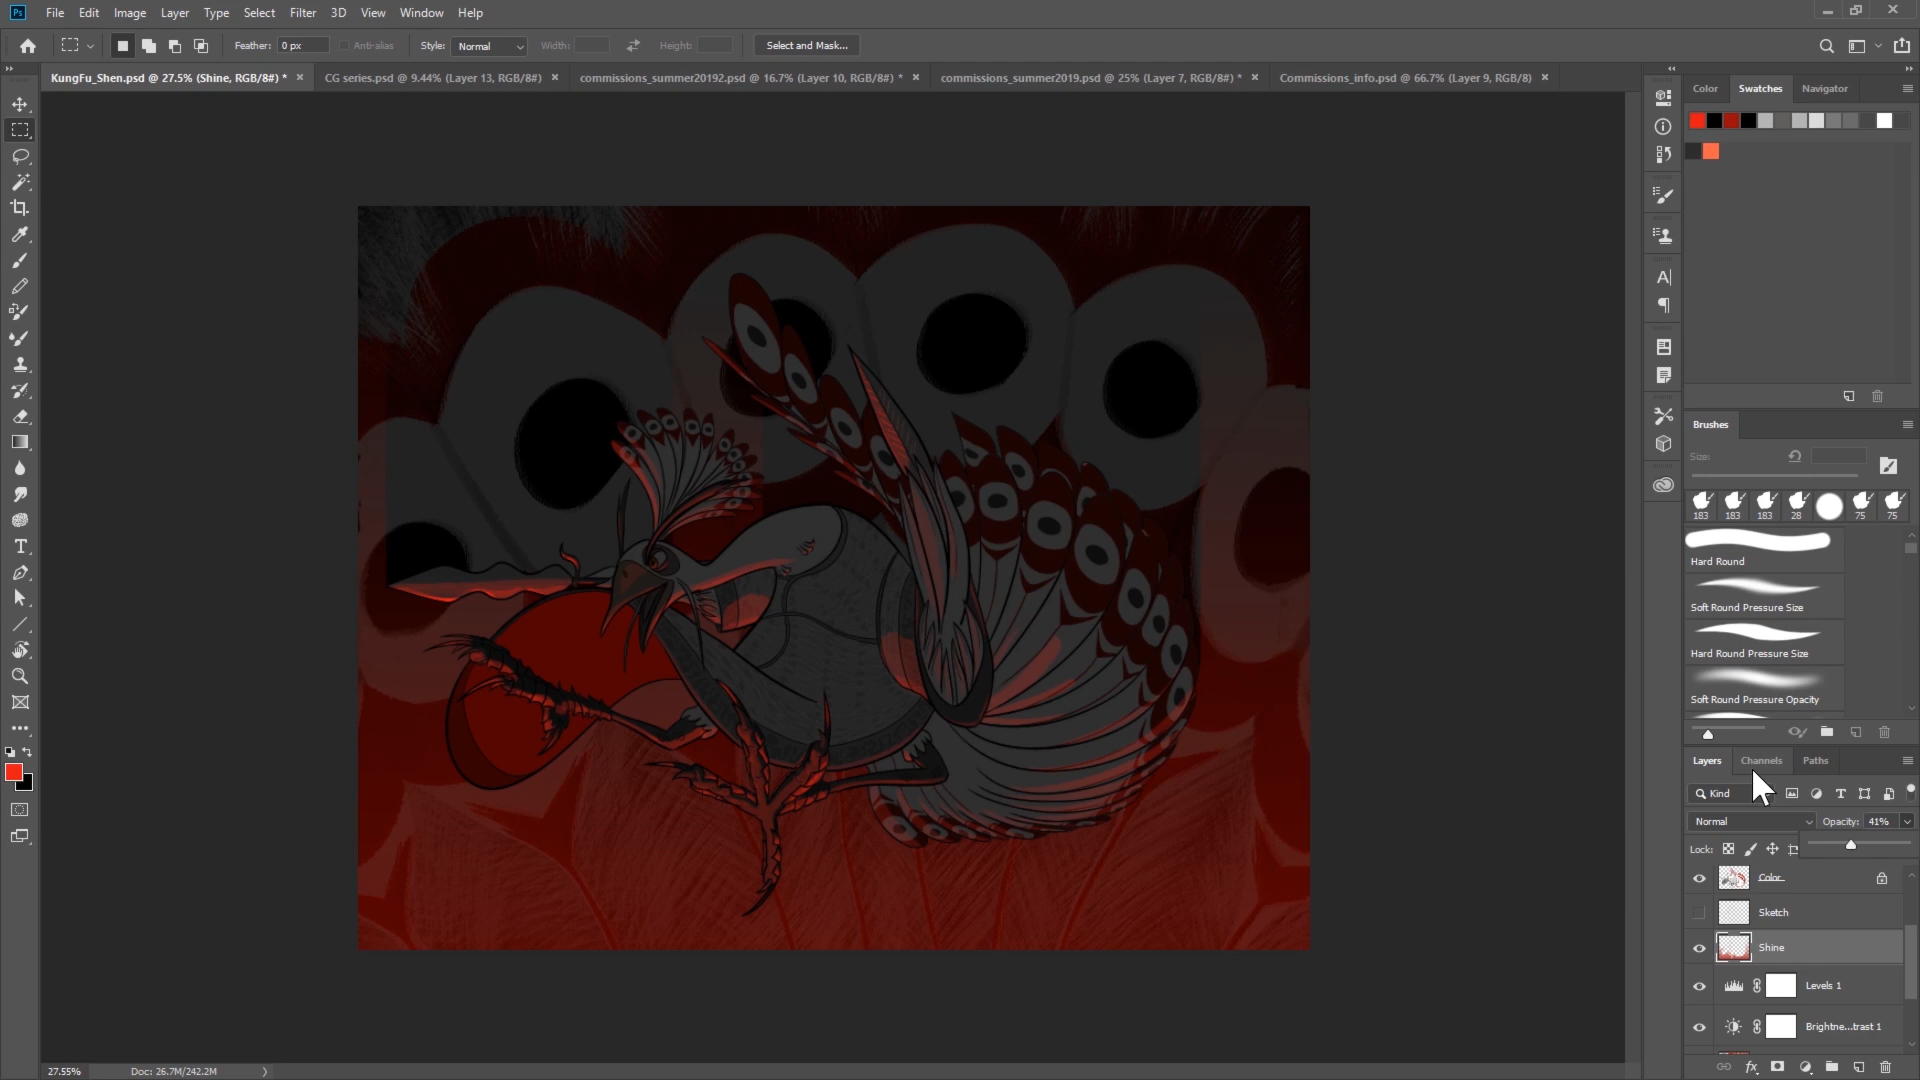 Ps File Edit Image Layer Type Select Filter 3D View Window Help
Feather: 0 px Anti-alias Style: Normal Width: Height: Select and Mask...
KungFu_Shen.psd @ 27.5% (Shine, RGB/8#) * CG series.psd @ 9.44% (Layer 13, RGB/8#) commissions_summer20192.psd @ 16.7% (Layer 10, RGB/8#) * commissions_summer2019.psd @ 25% (Layer 7, RGB/8#) * Commissions_info.psd @ 66.7% (Layer 9, RGB/8)
Color Swatches Navigator
Brushes
Size:
183 183 183 28 75 75
Hard Round
Soft Round Pressure Size
Hard Round Pressure Size
Soft Round Pressure Opacity
Layers Channels Paths
Kind
Normal Opacity: 41%
Lock:
Color
Sketch
Shine
Levels 1
Brightne...trast 1
27.55% Doc: 26.7M/242.2M